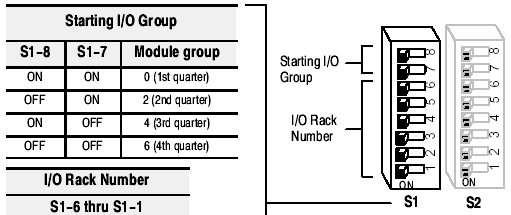 Starting I/O Group
S1-8 S1-7 Module group
ON ON 0 (1st quarter)
OFF ON 2 (2nd quarter)
ON OFF 4 (3rd quarter)
OFF OFF 6 (4th quarter)
I/O Rack Number
S1-6 thru S1-1
Starting I/O
Group
I/O Rack
Number
8
7
6
5
4
3
2
1
ON
S1
8
7
6
5
4
3
2
1
ON
S2